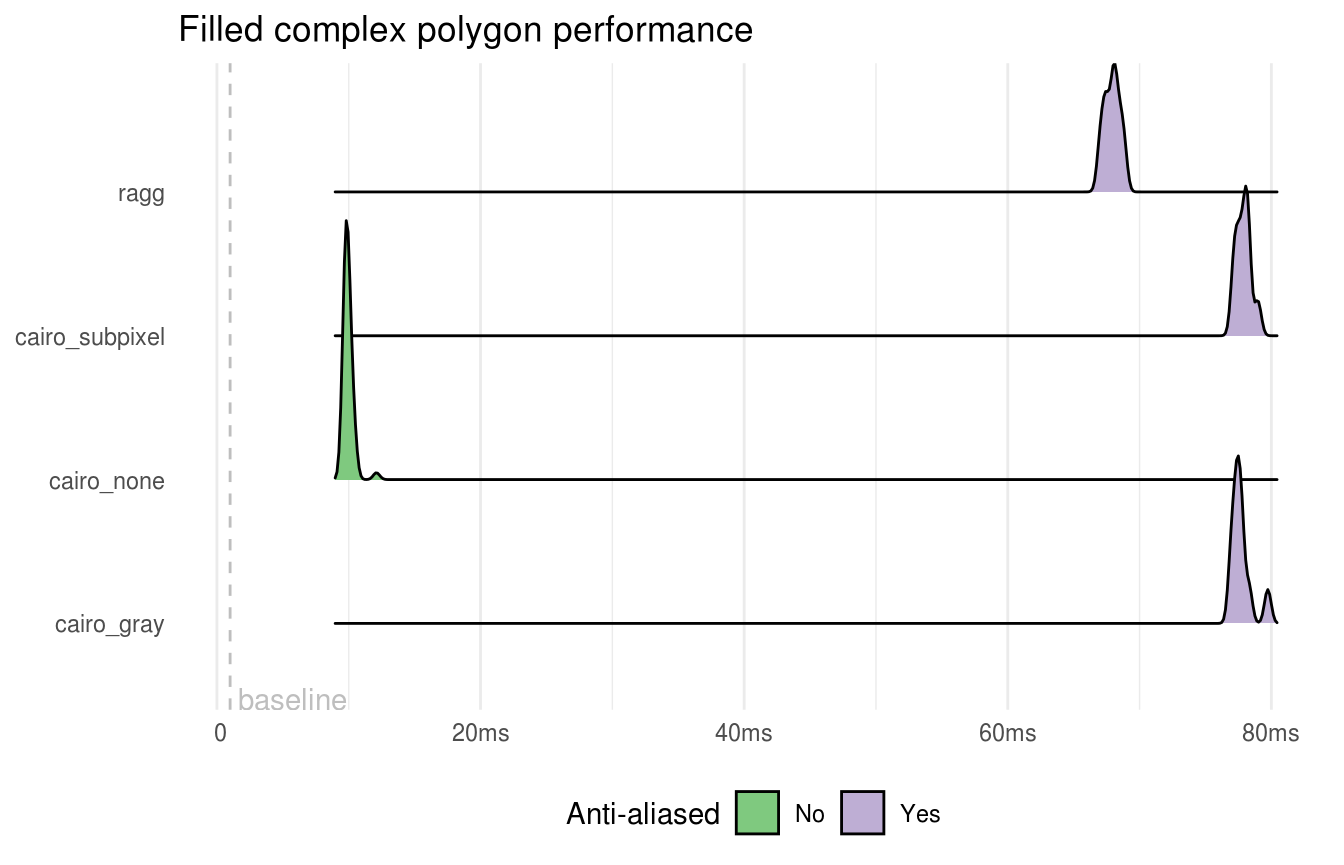 Filled complex polygon performance
ragg
cairo_subpixel
cairo_none
cairo_gray
baseline
0 20ms 40ms 60ms 80ms
Anti-aliased No Yes